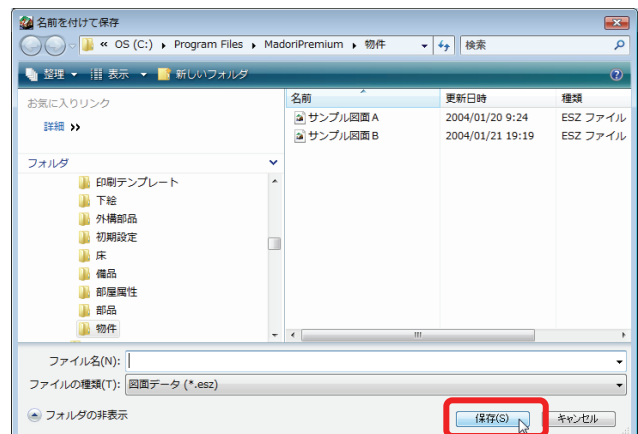 名前を付けて保存
« OS (C:) ▸ Program Files ▸ MadoriPremium ▸ 物件
検索
整理 表示 新しいフォルダ
お気に入りリンク
詳細 »
フォルダ
印刷テンプレート
下絵
外構部品
初期設定
床
備品
部屋属性
部品
物件
名前 更新日時 種類
サンプル図面A 2004/01/20 9:24 ESZ ファイル
サンプル図面B 2004/01/21 19:19 ESZ ファイル
ファイル名(N):
ファイルの種類(T): 図面データ (*.esz)
フォルダの非表示
保存(S) キャンセル